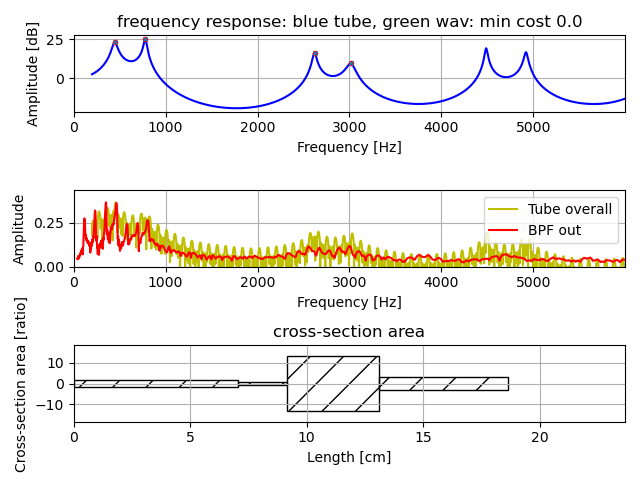 frequency response: blue tube, green wav: min cost 0.0
Amplitude [dB]
25
0
0
1000
2000
3000
4000
5000
Frequency [Hz]
Amplitude
0.25
0.00
Tube overall
BPF out
0
1000
2000
3000
4000
5000
Frequency [Hz]
cross-section area
Cross-section area [ratio]
10
0
−10
0
5
10
15
20
Length [cm]